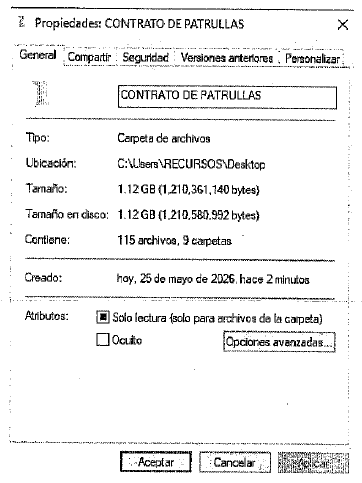 Propiedades: CONTRATO DE PATRULLAS
General Compartir Seguridad Versiones anteriores Personalizar
CONTRATO DE PATRULLAS
Tipo: Carpeta de archivos
Ubicación: C:\Users\RECURSOS\Desktop
Tamaño: 1.12 GB (1,210,361,140 bytes)
Tamaño en disco: 1.12 GB (1,210,580,992 bytes)
Contiene: 115 archivos, 9 carpetas
Creado: hoy, 25 de mayo de 2026, hace 2 minutos
Atributos: Solo lectura (solo para archivos de la carpeta)
Oculto Opciones avanzadas...
Aceptar Cancelar Aplicar